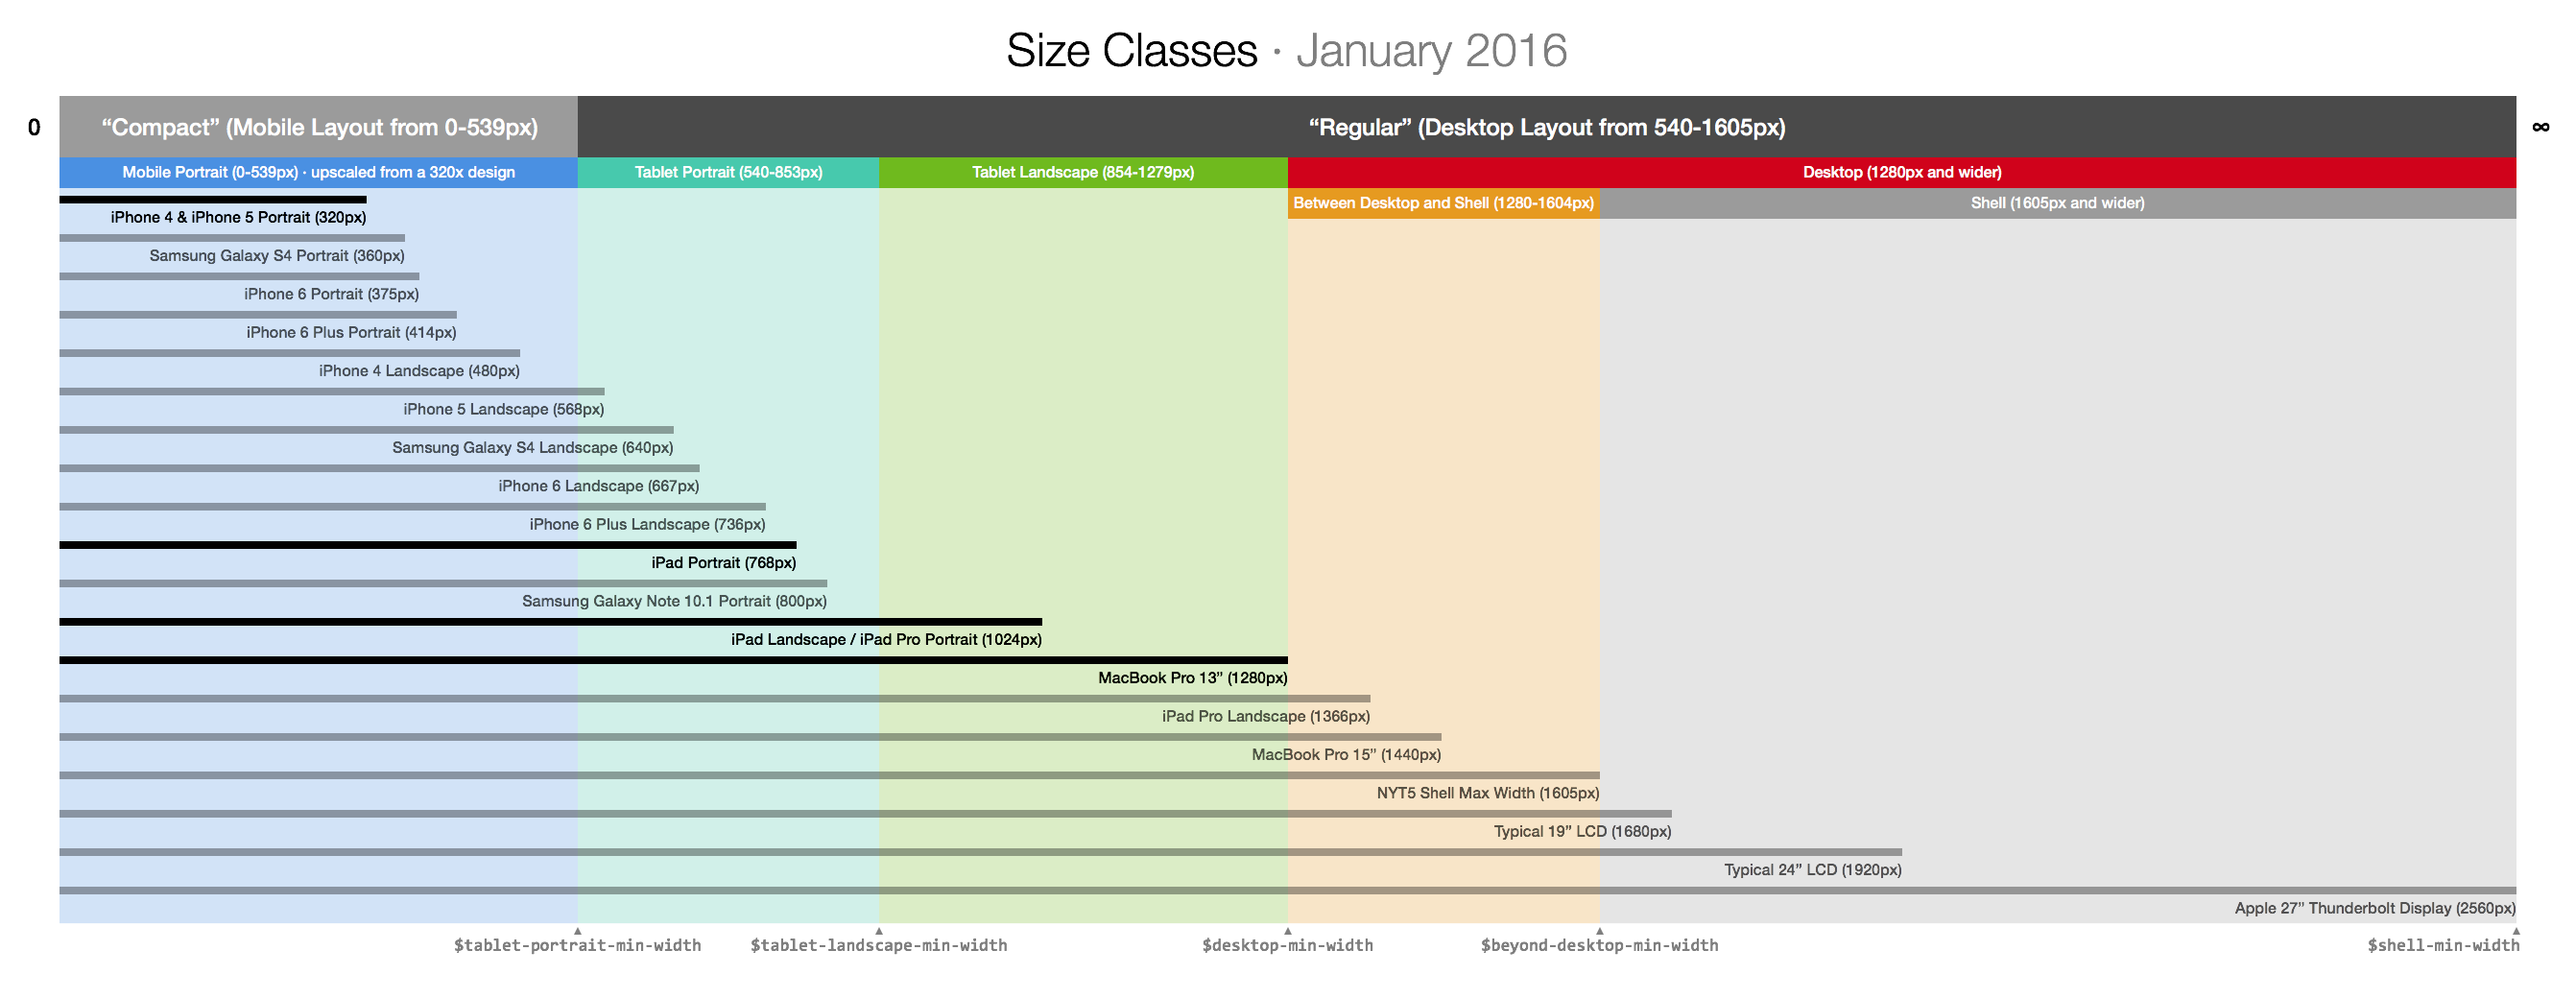 Size Classes · January 2016
0
“Compact” (Mobile Layout from 0-539px)
“Regular” (Desktop Layout from 540-1605px)
∞
Mobile Portrait (0-539px) · upscaled from a 320x design
Tablet Portrait (540-853px)
Tablet Landscape (854-1279px)
Desktop (1280px and wider)
Between Desktop and Shell (1280-1604px)
Shell (1605px and wider)
iPhone 4 & iPhone 5 Portrait (320px)
Samsung Galaxy S4 Portrait (360px)
iPhone 6 Portrait (375px)
iPhone 6 Plus Portrait (414px)
iPhone 4 Landscape (480px)
iPhone 5 Landscape (568px)
Samsung Galaxy S4 Landscape (640px)
iPhone 6 Landscape (667px)
iPhone 6 Plus Landscape (736px)
iPad Portrait (768px)
Samsung Galaxy Note 10.1 Portrait (800px)
iPad Landscape / iPad Pro Portrait (1024px)
MacBook Pro 13” (1280px)
iPad Pro Landscape (1366px)
MacBook Pro 15” (1440px)
NYT5 Shell Max Width (1605px)
Typical 19” LCD (1680px)
Typical 24” LCD (1920px)
Apple 27” Thunderbolt Display (2560px)
$tablet-portrait-min-width
$tablet-landscape-min-width
$desktop-min-width
$beyond-desktop-min-width
$shell-min-width